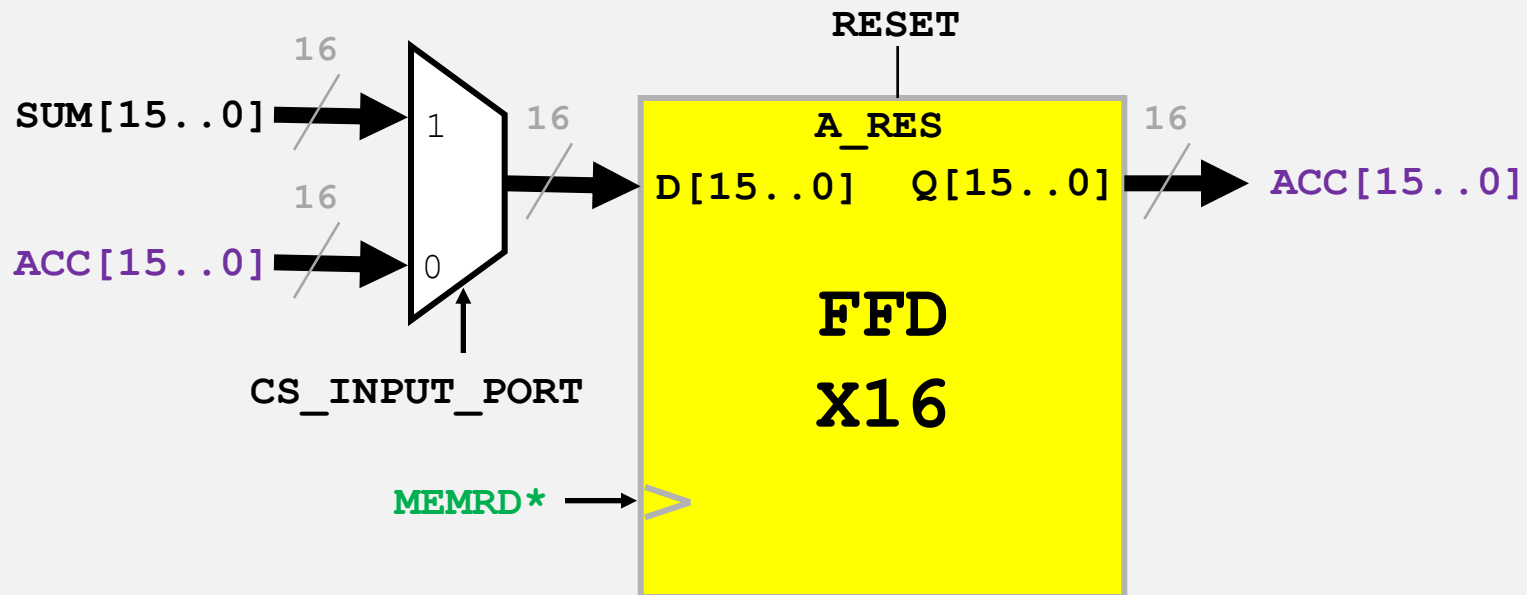 RESET
16
SUM[15..0]
1
16
A_RES
16
D[15..0] Q[15..0]
ACC[15..0]
16
ACC[15..0]
0
FFD
X16
CS_INPUT_PORT
MEMRD*